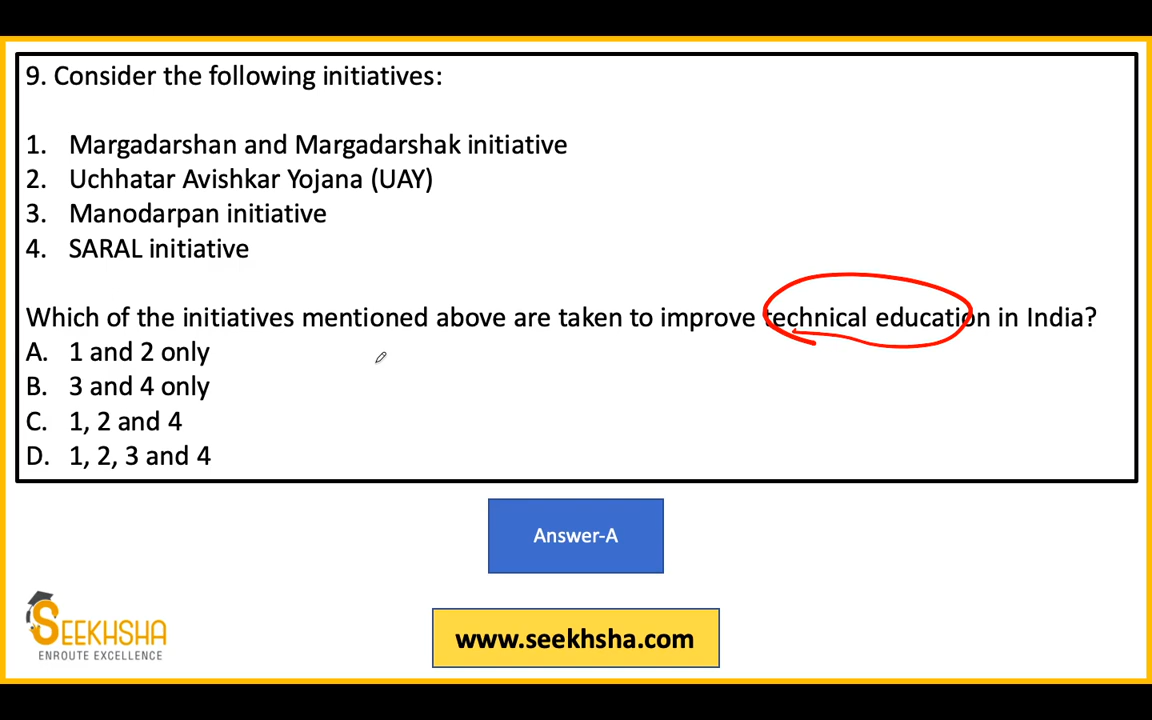 9. Consider the following initiatives:
1. Margadarshan and Margadarshak initiative
2. Uchhatar Avishkar Yojana (UAY)
3. Manodarpan initiative
4. SARAL initiative
Which of the initiatives mentioned above are taken to improve technical education in India?
A. 1 and 2 only
B. 3 and 4 only
C. 1, 2 and 4
D. 1, 2, 3 and 4
Answer-A
SEEKHSHA
ENROUTE EXCELLENCE
www.seekhsha.com